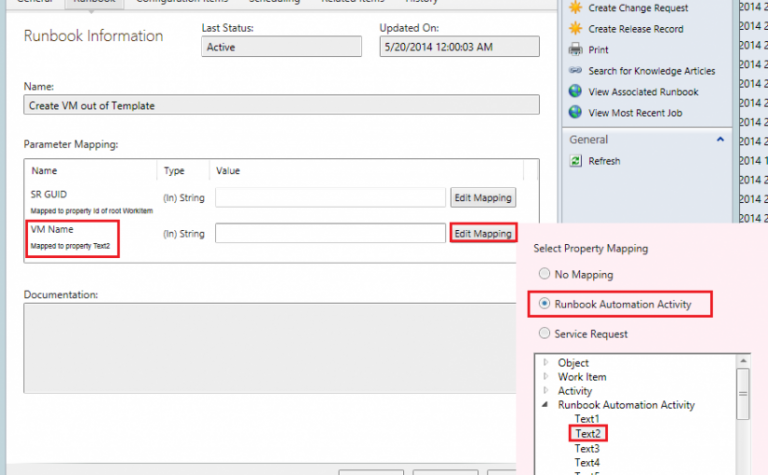 General Runbook Configuration Items Scheduling Related Items History
Runbook Information
Last Status:
Updated On:
Active
5/20/2014 12:00:03 AM
Name:
Create VM out of Template
Parameter Mapping:
Name Type Value
SR GUID
(In) String
Edit Mapping
Mapped to property Id of root WorkItem
VM Name
(In) String
Edit Mapping
Mapped to property Text2
Documentation:
Create Change Request
Create Release Record
Print
Search for Knowledge Articles
View Associated Runbook
View Most Recent Job
General
Refresh
2014 2
2014 2
2014 2
2014 2
2014 2
2014 2
2014 2
2014 1
2014 2
2014 2
2014 2
Select Property Mapping
No Mapping
Runbook Automation Activity
Service Request
Object
Work Item
Activity
Runbook Automation Activity
Text1
Text2
Text3
Text4